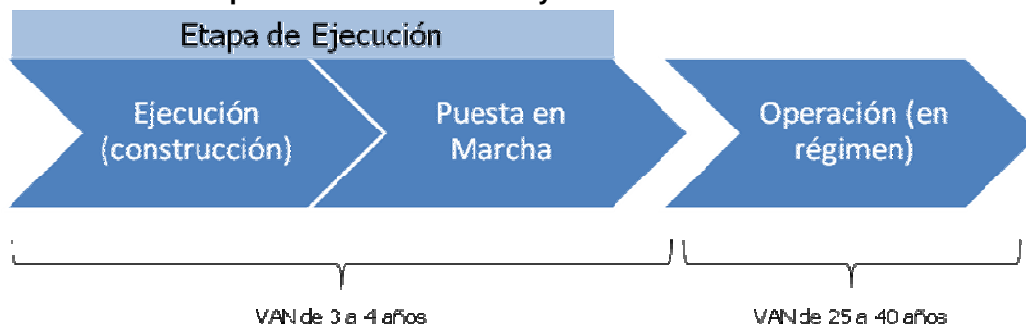 Etapa de Ejecución
Ejecución
(construcción)
Puesta en
Marcha
Operación (en
régimen)
VAN de 3 a 4 años
VAN de 25 a 40 años